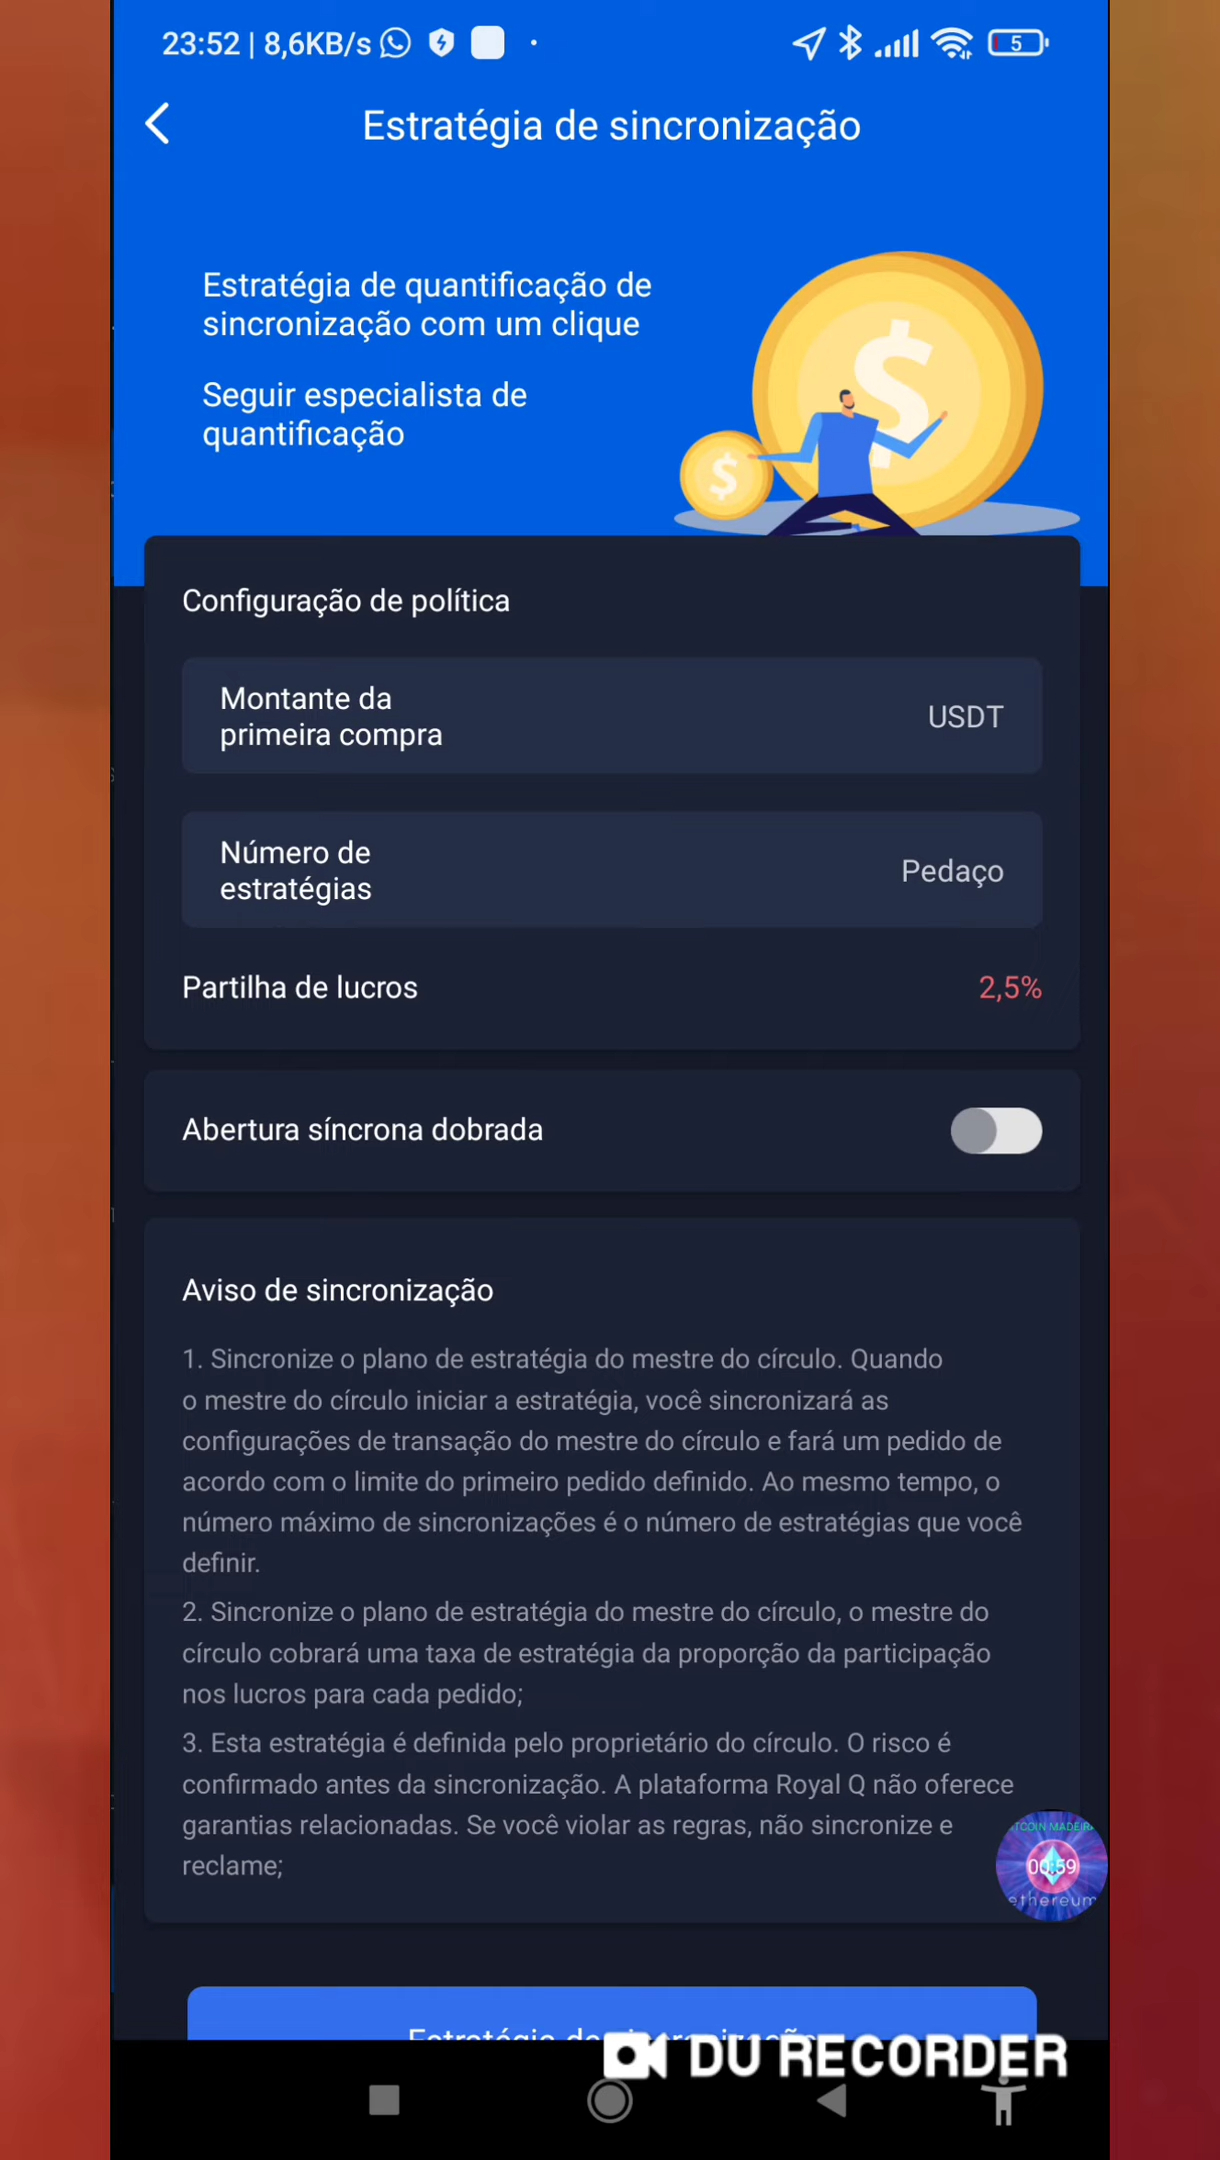 23:52 | 8,6KB/s
5
Estratégia de sincronização
Estratégia de quantificação de
sincronização com um clique
Seguir especialista de
quantificação
Configuração de política
Montante da
primeira compra
USDT
Número de
estratégias
Pedaço
Partilha de lucros
2,5%
Abertura síncrona dobrada
Aviso de sincronização
1. Sincronize o plano de estratégia do mestre do círculo. Quando
o mestre do círculo iniciar a estratégia, você sincronizará as
configurações de transação do mestre do círculo e fará um pedido de
acordo com o limite do primeiro pedido definido. Ao mesmo tempo, o
número máximo de sincronizações é o número de estratégias que você
definir.
2. Sincronize o plano de estratégia do mestre do círculo, o mestre do
círculo cobrará uma taxa de estratégia da proporção da participação
nos lucros para cada pedido;
3. Esta estratégia é definida pelo proprietário do círculo. O risco é
confirmado antes da sincronização. A plataforma Royal Q não oferece
garantias relacionadas. Se você violar as regras, não sincronize e
reclame;
MADEIRA
00:59
ethereum
Estratégia de sincronização
DU RECORDER